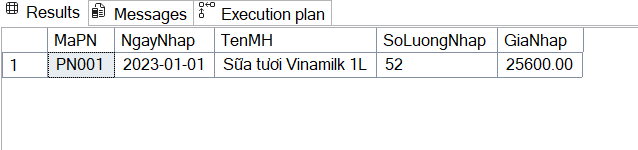 Results Messages Execution plan
MaPN NgayNhap TenMH SoLuongNhap GiaNhap
1 PN001 2023-01-01 Sữa tươi Vinamilk 1L 52 25600.00